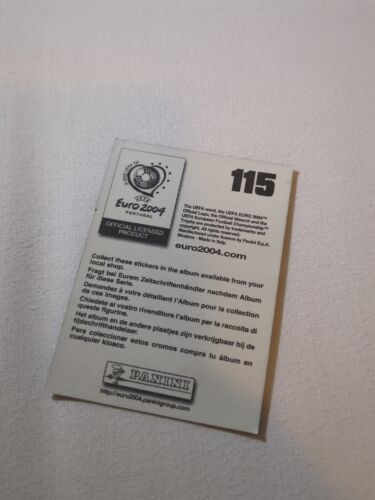 115
UEFA
EURO 2004™
PORTUGAL
OFFICIAL LICENSED
PRODUCT
The UEFA word, the UEFA EURO 2004™
Official Logo, the Official Mascot and the
UEFA European Football Championship™
Trophy are protected by trademarks and
copyright. All rights reserved.
Manufactured under licence by Panini S.p.A.
Modena - Made in Italy.
euro2004.com
Collect these stickers in the album available from your
local shop.
Fragt bei Eurem Zeitschriftenhändler nachdem Album
für diese Serie.
Demandez à votre détaillant l'Album pour la collection
de ces images.
Chiedete al vostro rivenditore l'album per la raccolta di
queste figurine.
Het album en de andere plaatjes zijn verkrijgbaar bij de
tijdschrifthandelaar.
Para coleccionar estos cromos compra tu álbum en
cualquier kiosco.
PANINI
http://euro2004.paninigroup.com